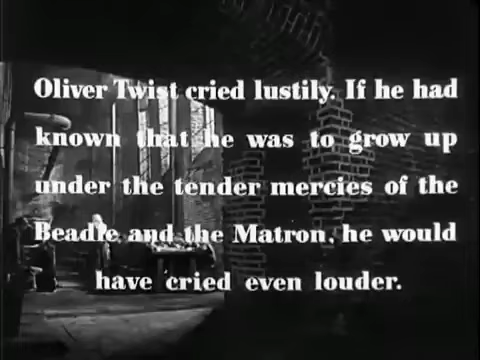 Oliver Twist cried lustily. If he had
known that he was to grow up
under the tender mercies of the
Beadle and the Matron, he would
have cried even louder.